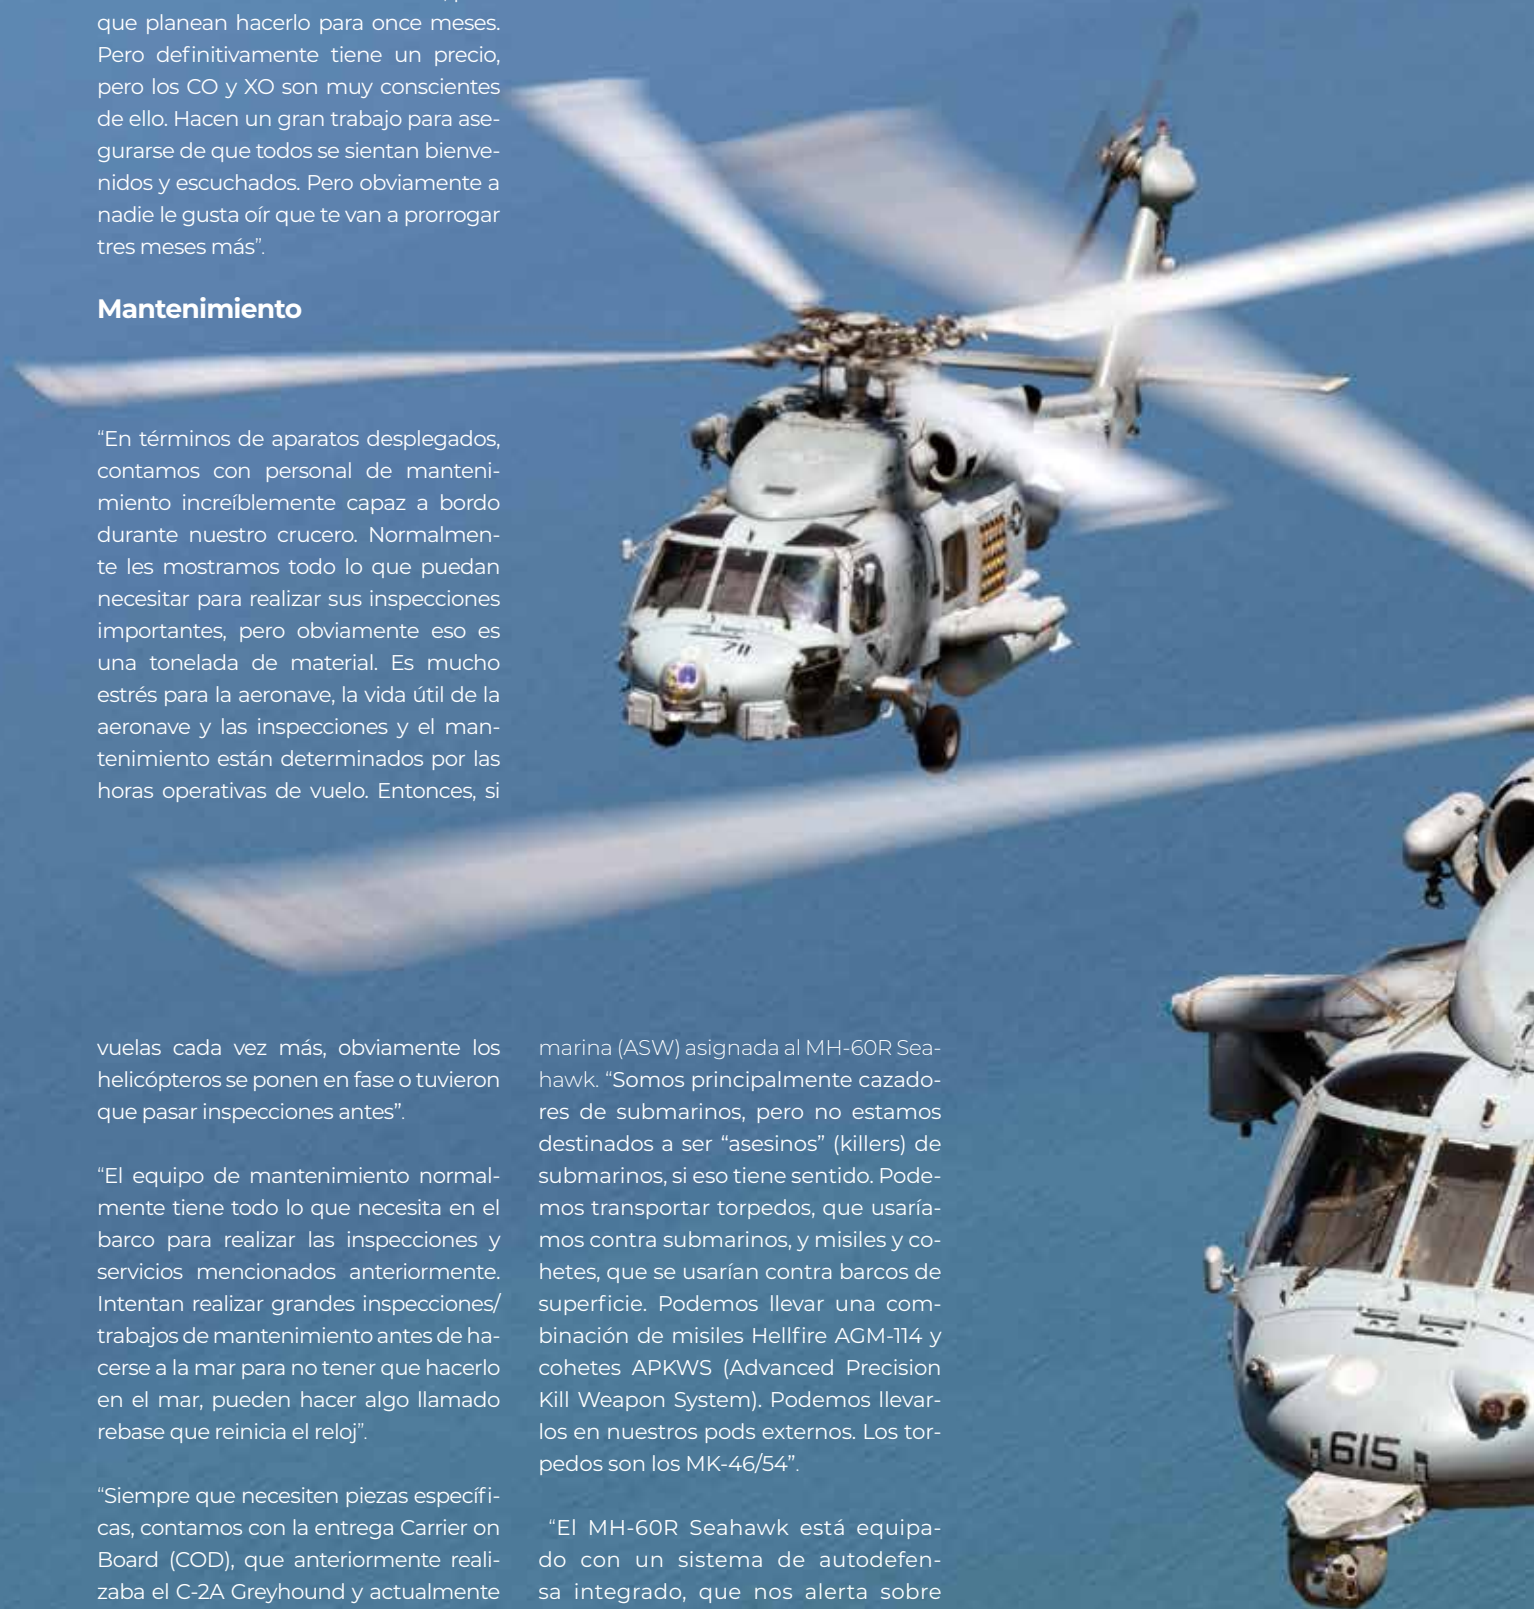 que planean hacerlo para once meses.
Pero definitivamente tiene un precio,
pero los CO y XO son muy conscientes
de ello. Hacen un gran trabajo para ase-
gurarse de que todos se sientan bienve-
nidos y escuchados. Pero obviamente a
nadie le gusta oír que te van a prorrogar
tres meses más”.
Mantenimiento
“En términos de aparatos desplegados,
contamos con personal de manteni-
miento increíblemente capaz a bordo
durante nuestro crucero. Normalmen-
te les mostramos todo lo que puedan
necesitar para realizar sus inspecciones
importantes, pero obviamente eso es
una tonelada de material. Es mucho
estrés para la aeronave, la vida útil de la
aeronave y las inspecciones y el man-
tenimiento están determinados por las
horas operativas de vuelo. Entonces, si
vuelas cada vez más, obviamente los
helicópteros se ponen en fase o tuvieron
que pasar inspecciones antes”.
“El equipo de mantenimiento normal-
mente tiene todo lo que necesita en el
barco para realizar las inspecciones y
servicios mencionados anteriormente.
Intentan realizar grandes inspecciones/
trabajos de mantenimiento antes de ha-
cerse a la mar para no tener que hacerlo
en el mar, pueden hacer algo llamado
rebase que reinicia el reloj”.
“Siempre que necesiten piezas específi-
cas, contamos con la entrega Carrier on
Board (COD), que anteriormente reali-
zaba el C-2A Greyhound y actualmente
marina (ASW) asignada al MH-60R Sea-
hawk. “Somos principalmente cazado-
res de submarinos, pero no estamos
destinados a ser “asesinos” (killers) de
submarinos, si eso tiene sentido. Pode-
mos transportar torpedos, que usaría-
mos contra submarinos, y misiles y co-
hetes, que se usarían contra barcos de
superficie. Podemos llevar una com-
binación de misiles Hellfire AGM-114 y
cohetes APKWS (Advanced Precision
Kill Weapon System). Podemos llevar-
los en nuestros pods externos. Los tor-
pedos son los MK-46/54”.
“El MH-60R Seahawk está equipa-
do con un sistema de autodefen-
sa integrado, que nos alerta sobre
711
615